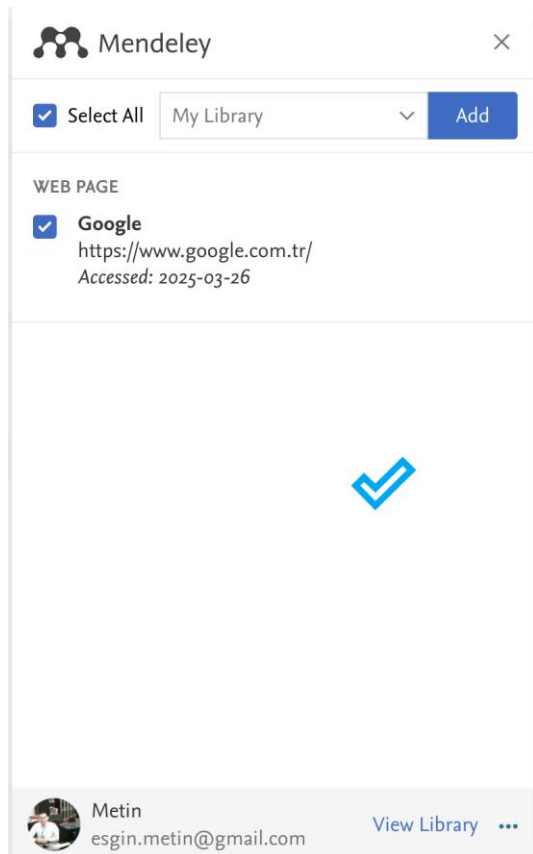 Mendeley
Select All My Library Add
WEB PAGE
Google
https://www.google.com.tr/
Accessed: 2025-03-26
Metin
esgin.metin@gmail.com
View Library